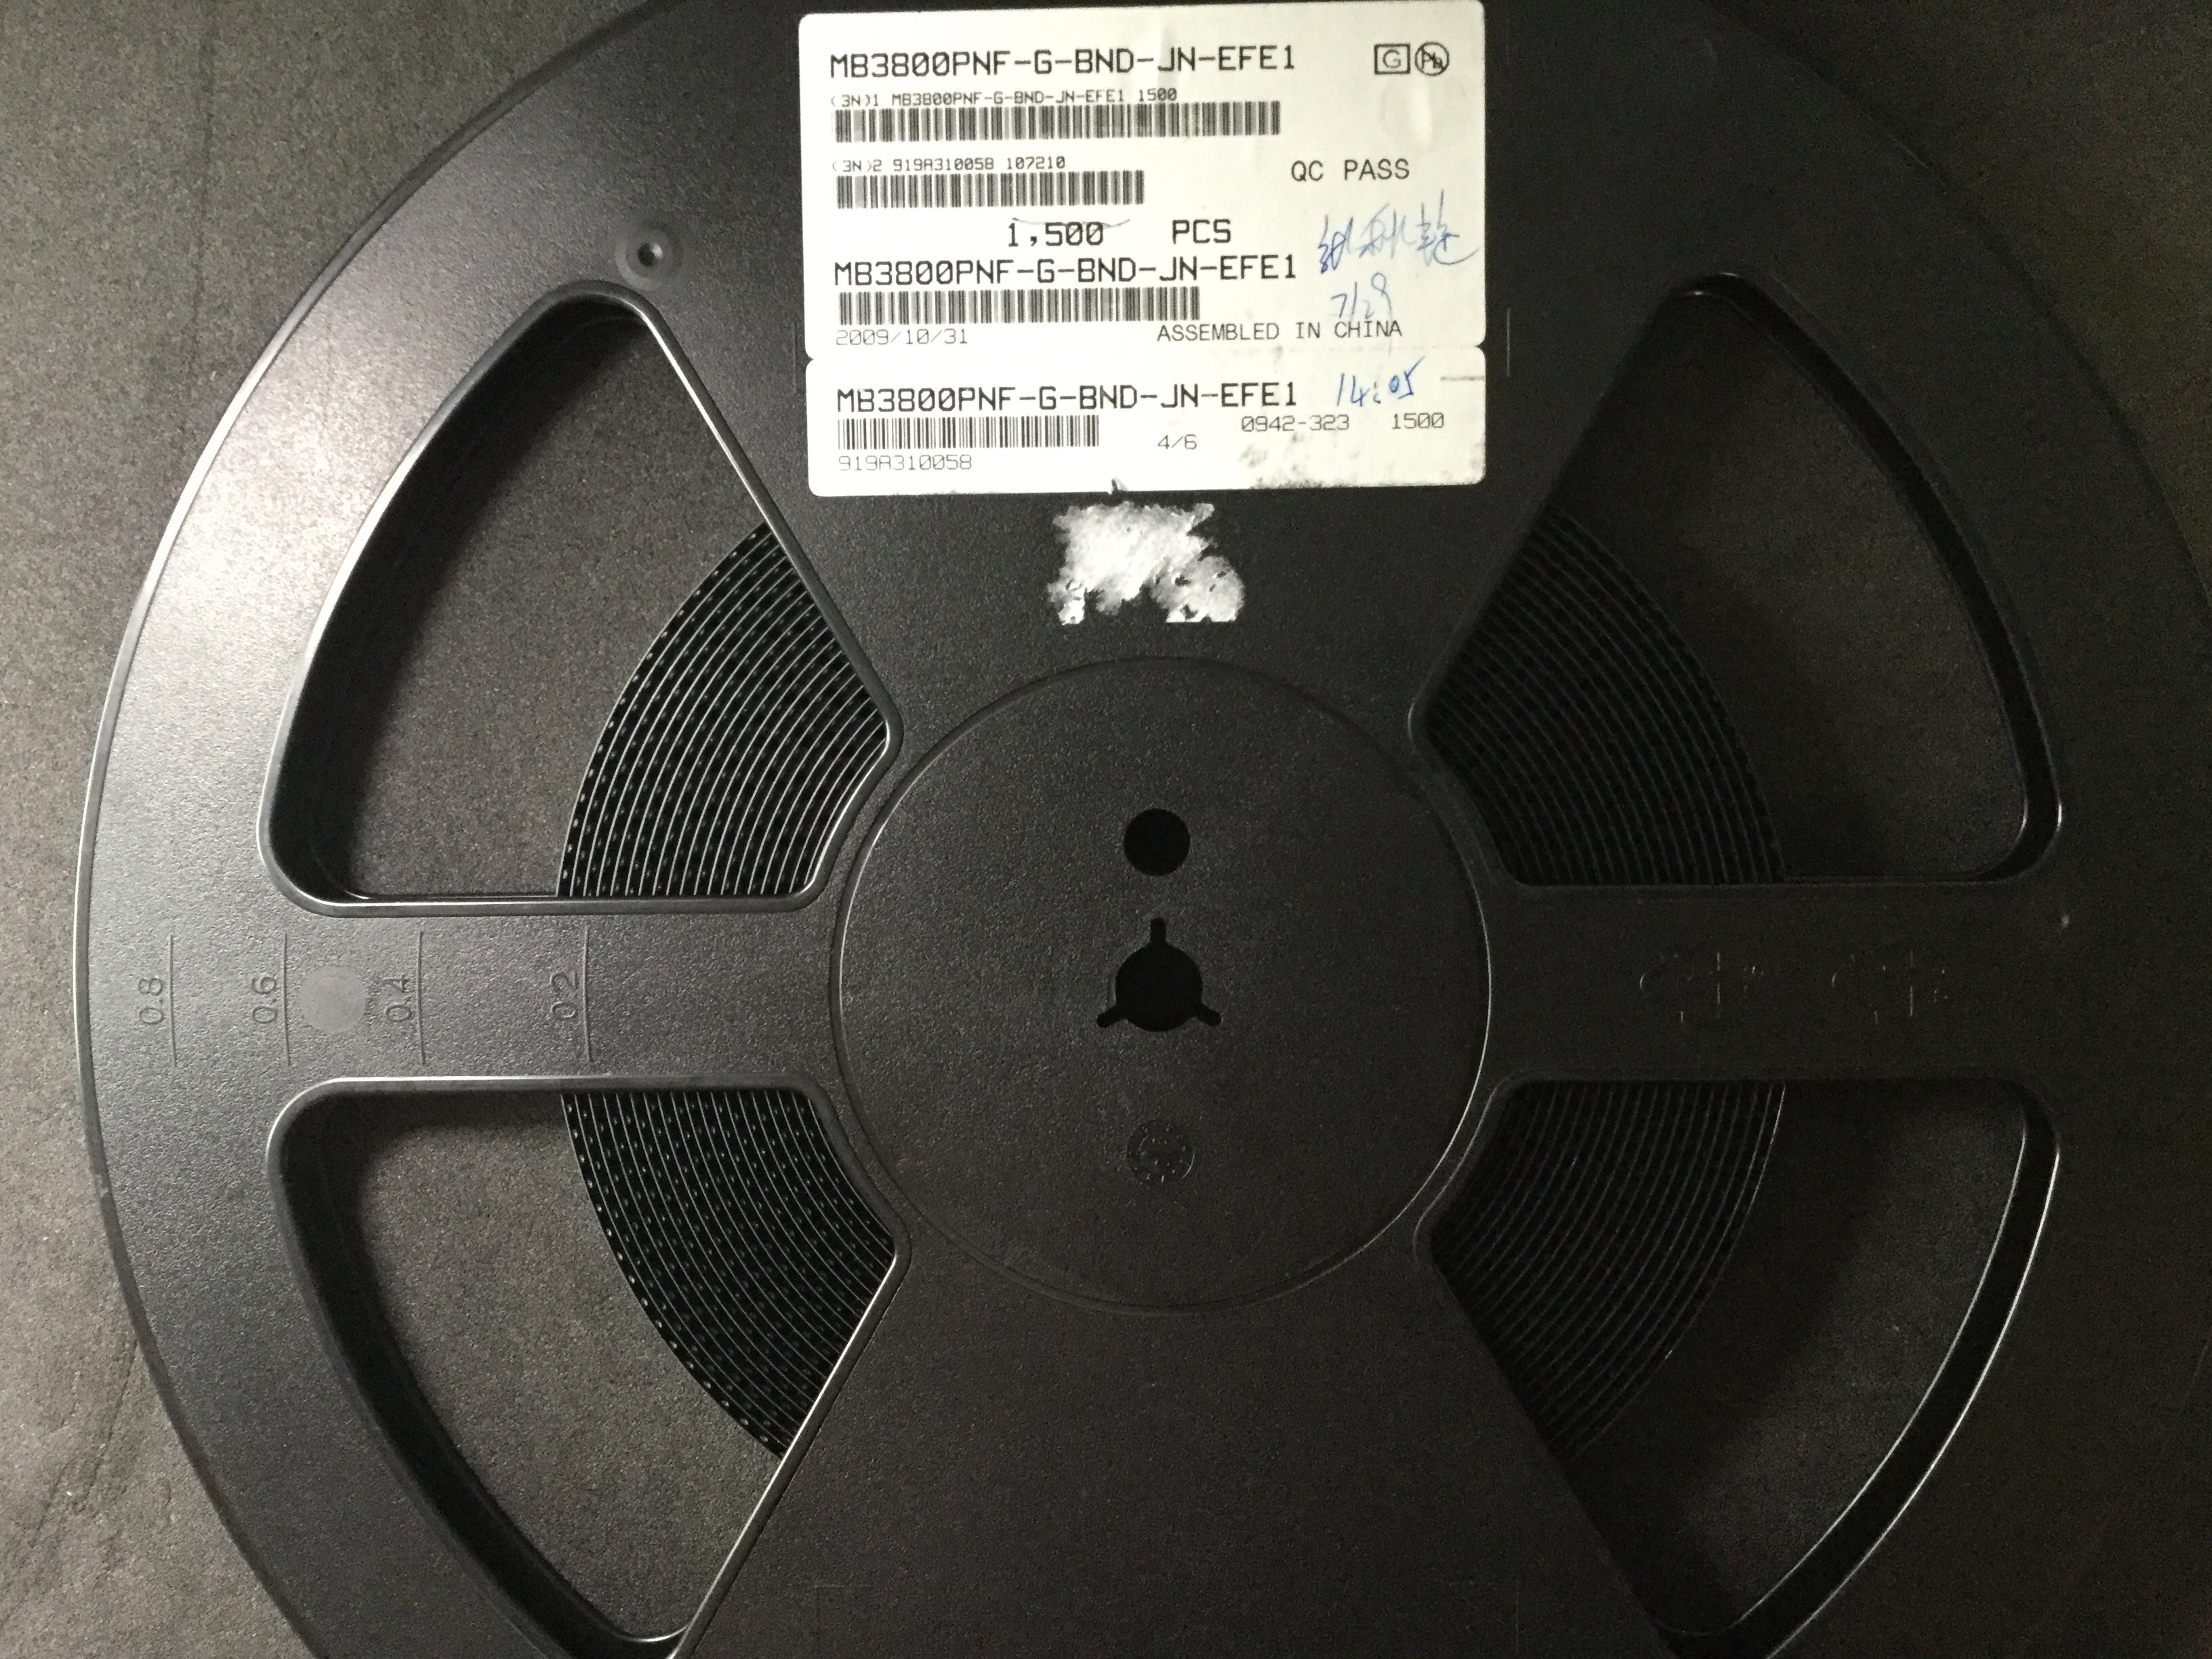 MB3800PNF-G-BND-JN-EFE1 G Pb
(3N)1 MB3800PNF-G-BND-JN-EFE1 1500
(3N)2 919A310058 107210
QC PASS
1,500 PCS
MB3800PNF-G-BND-JN-EFE1
7/29
2009/10/31 ASSEMBLED IN CHINA
MB3800PNF-G-BND-JN-EFE1 14:05
0942-323 1500
4/6
919A310058
0.8 0.6 0.4 0.2